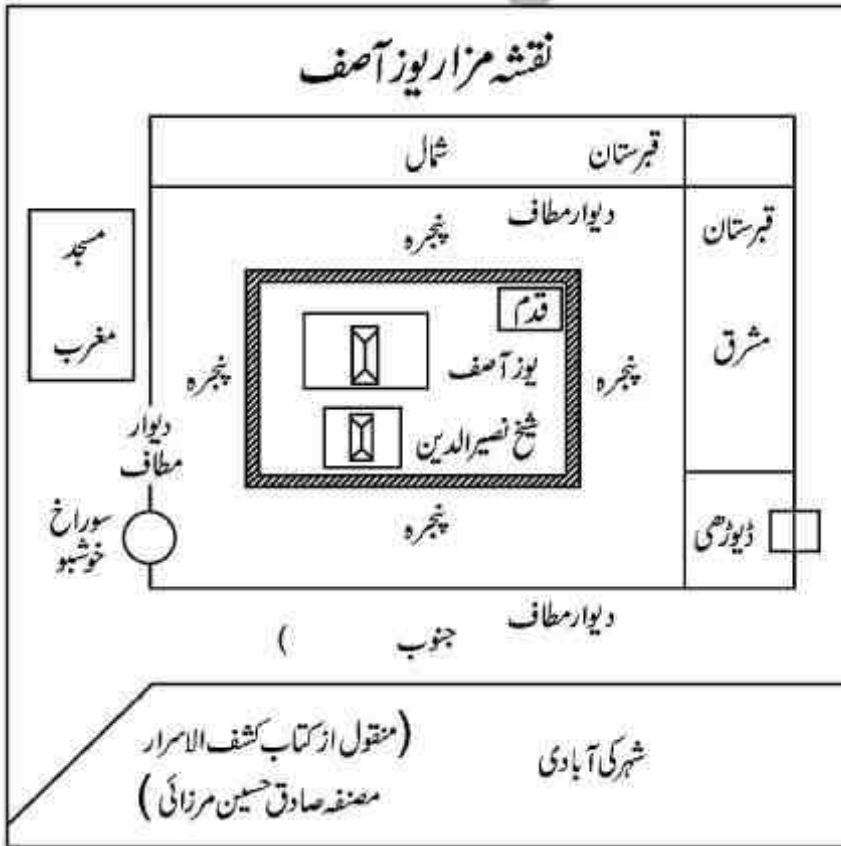 نقشہ مزار یوز آصف
قبرستان شمال
دیوار مطاف
قبرستان
پنجرہ
مسجد
قدم
مشرق
مغرب
یوز آصف
پنجرہ
پنجرہ
شیخ نصیر الدین
دیوار
مطاف
سوراخ
خوشبو
پنجرہ
ڈیوڑھی
دیوار مطاف
جنوب )
(منقول از کتاب کشف الاسرار
شہر کی آبادی
مصنفہ صادق حسین مرزائی)